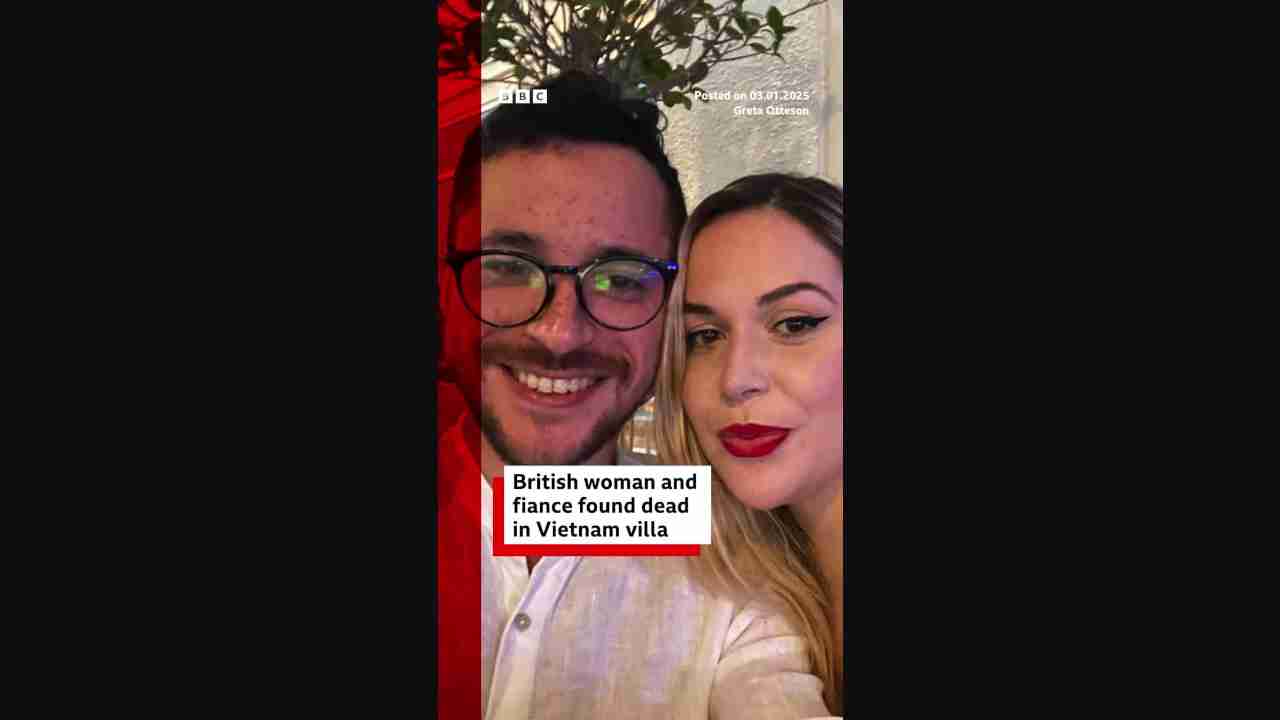 BBC
Posted on 03.01.2025
Greta Otteson
British woman and
fiance found dead
in Vietnam villa